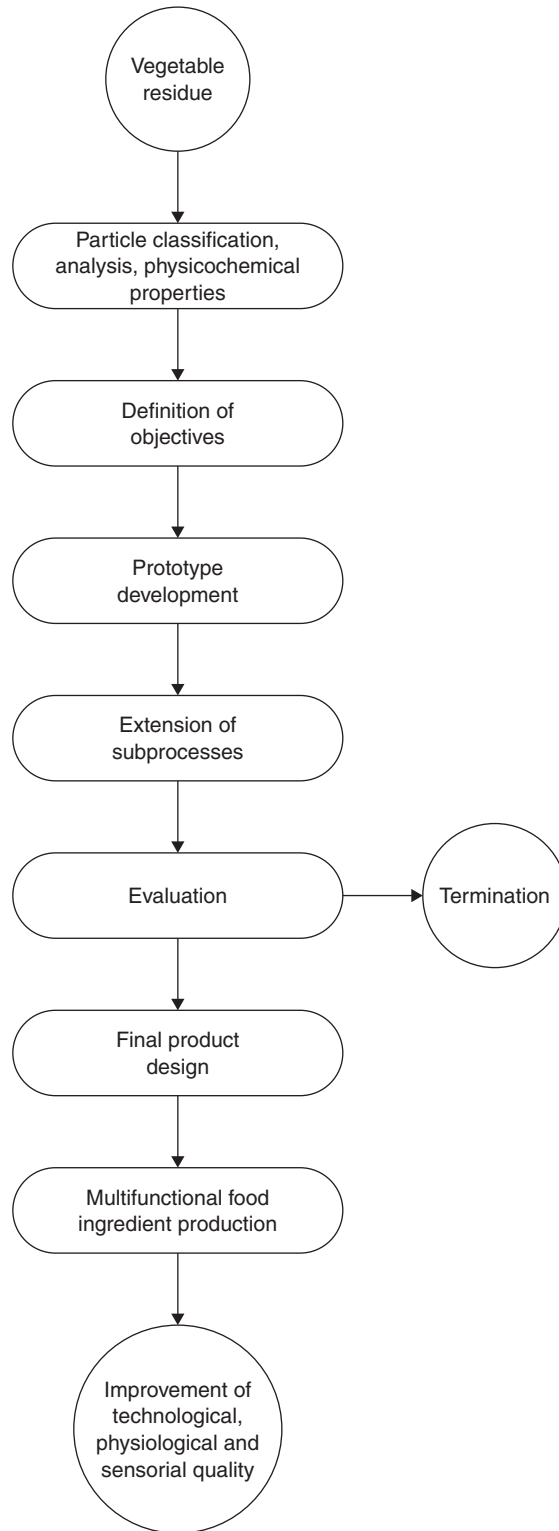 Vegetable
residue
Particle classification,
analysis, physicochemical
properties
Definition of
objectives
Prototype
development
Extension of
subprocesses
Evaluation
Termination
Final product
design
Multifunctional food
ingredient production
Improvement of
technological,
physiological and
sensorial quality